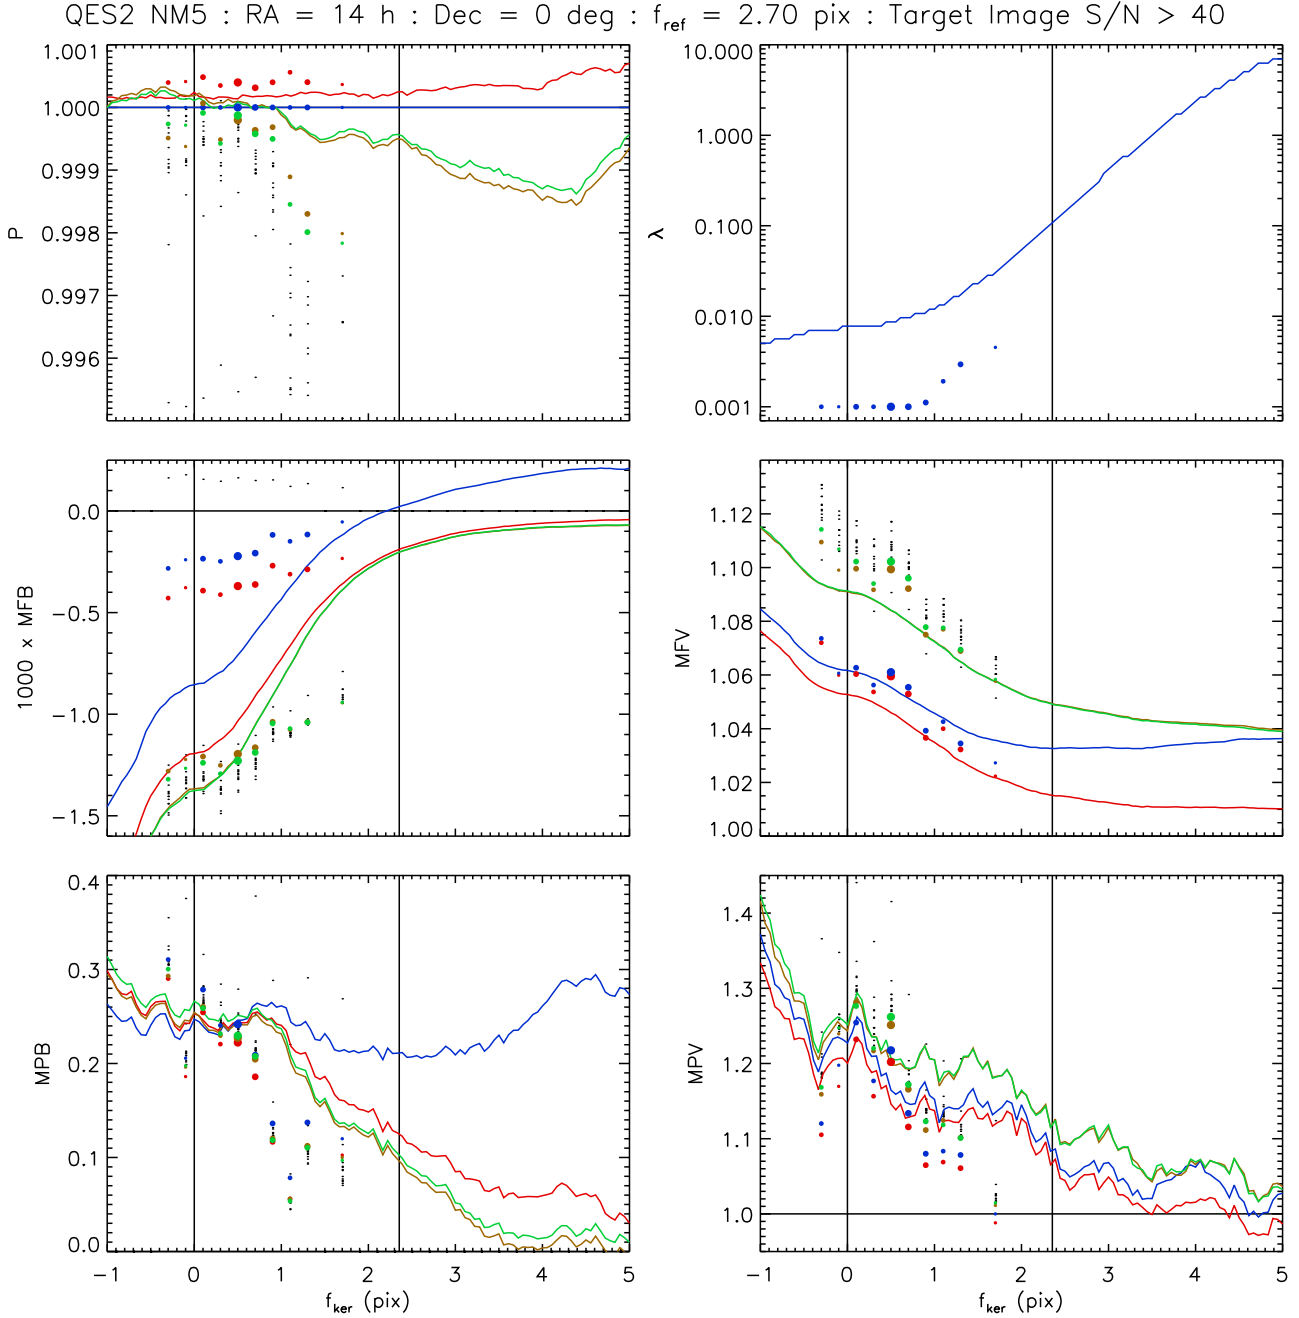 QES2 NM5 : RA = 14 h : Dec = 0 deg : f_ref = 2.70 pix : Target Image S/N > 40
1.001
1.000
0.999
0.998
0.997
0.996
P
10.000
1.000
0.100
0.010
0.001
λ
0.0
−0.5
−1.0
−1.5
1000 x MFB
1.12
1.10
1.08
1.06
1.04
1.02
1.00
MFV
0.4
0.3
0.2
0.1
0.0
MPB
−1 0 1 2 3 4 5
f_ker (pix)
1.4
1.3
1.2
1.1
1.0
MPV
−1 0 1 2 3 4 5
f_ker (pix)